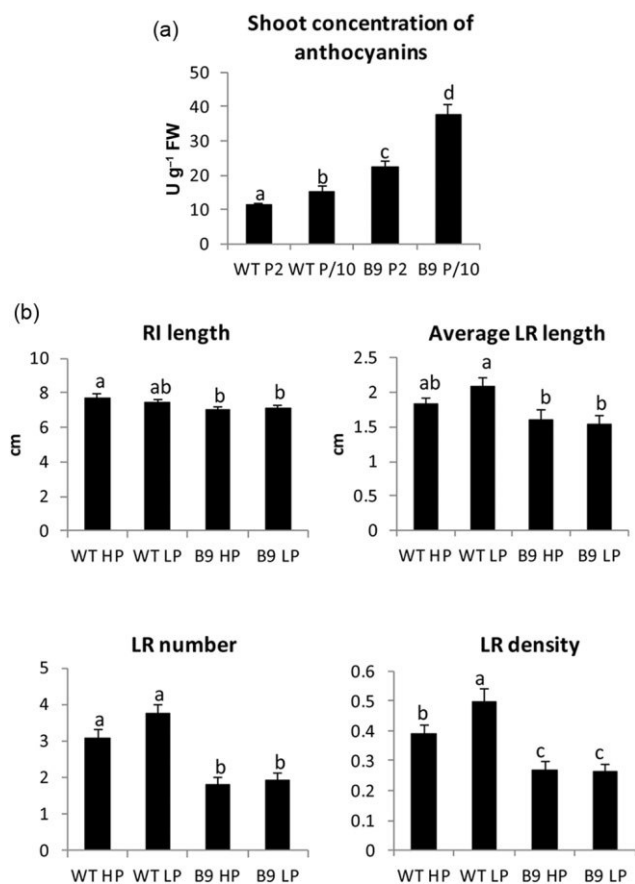 (a)
Shoot concentration of
anthocyanins
U g⁻¹ FW
50
40
30
20
10
0
a
b
c
d
WT P2 WT P/10 B9 P2 B9 P/10
(b)
RI length
cm
10
8
6
4
2
0
a
ab
b
b
WT HP WT LP B9 HP B9 LP
Average LR length
cm
2.5
2
1.5
1
0.5
0
ab
a
b
b
WT HP WT LP B9 HP B9 LP
LR number
5
4
3
2
1
0
a
a
b
b
WT HP WT LP B9 HP B9 LP
LR density
0.6
0.5
0.4
0.3
0.2
0.1
0
b
a
c
c
WT HP WT LP B9 HP B9 LP